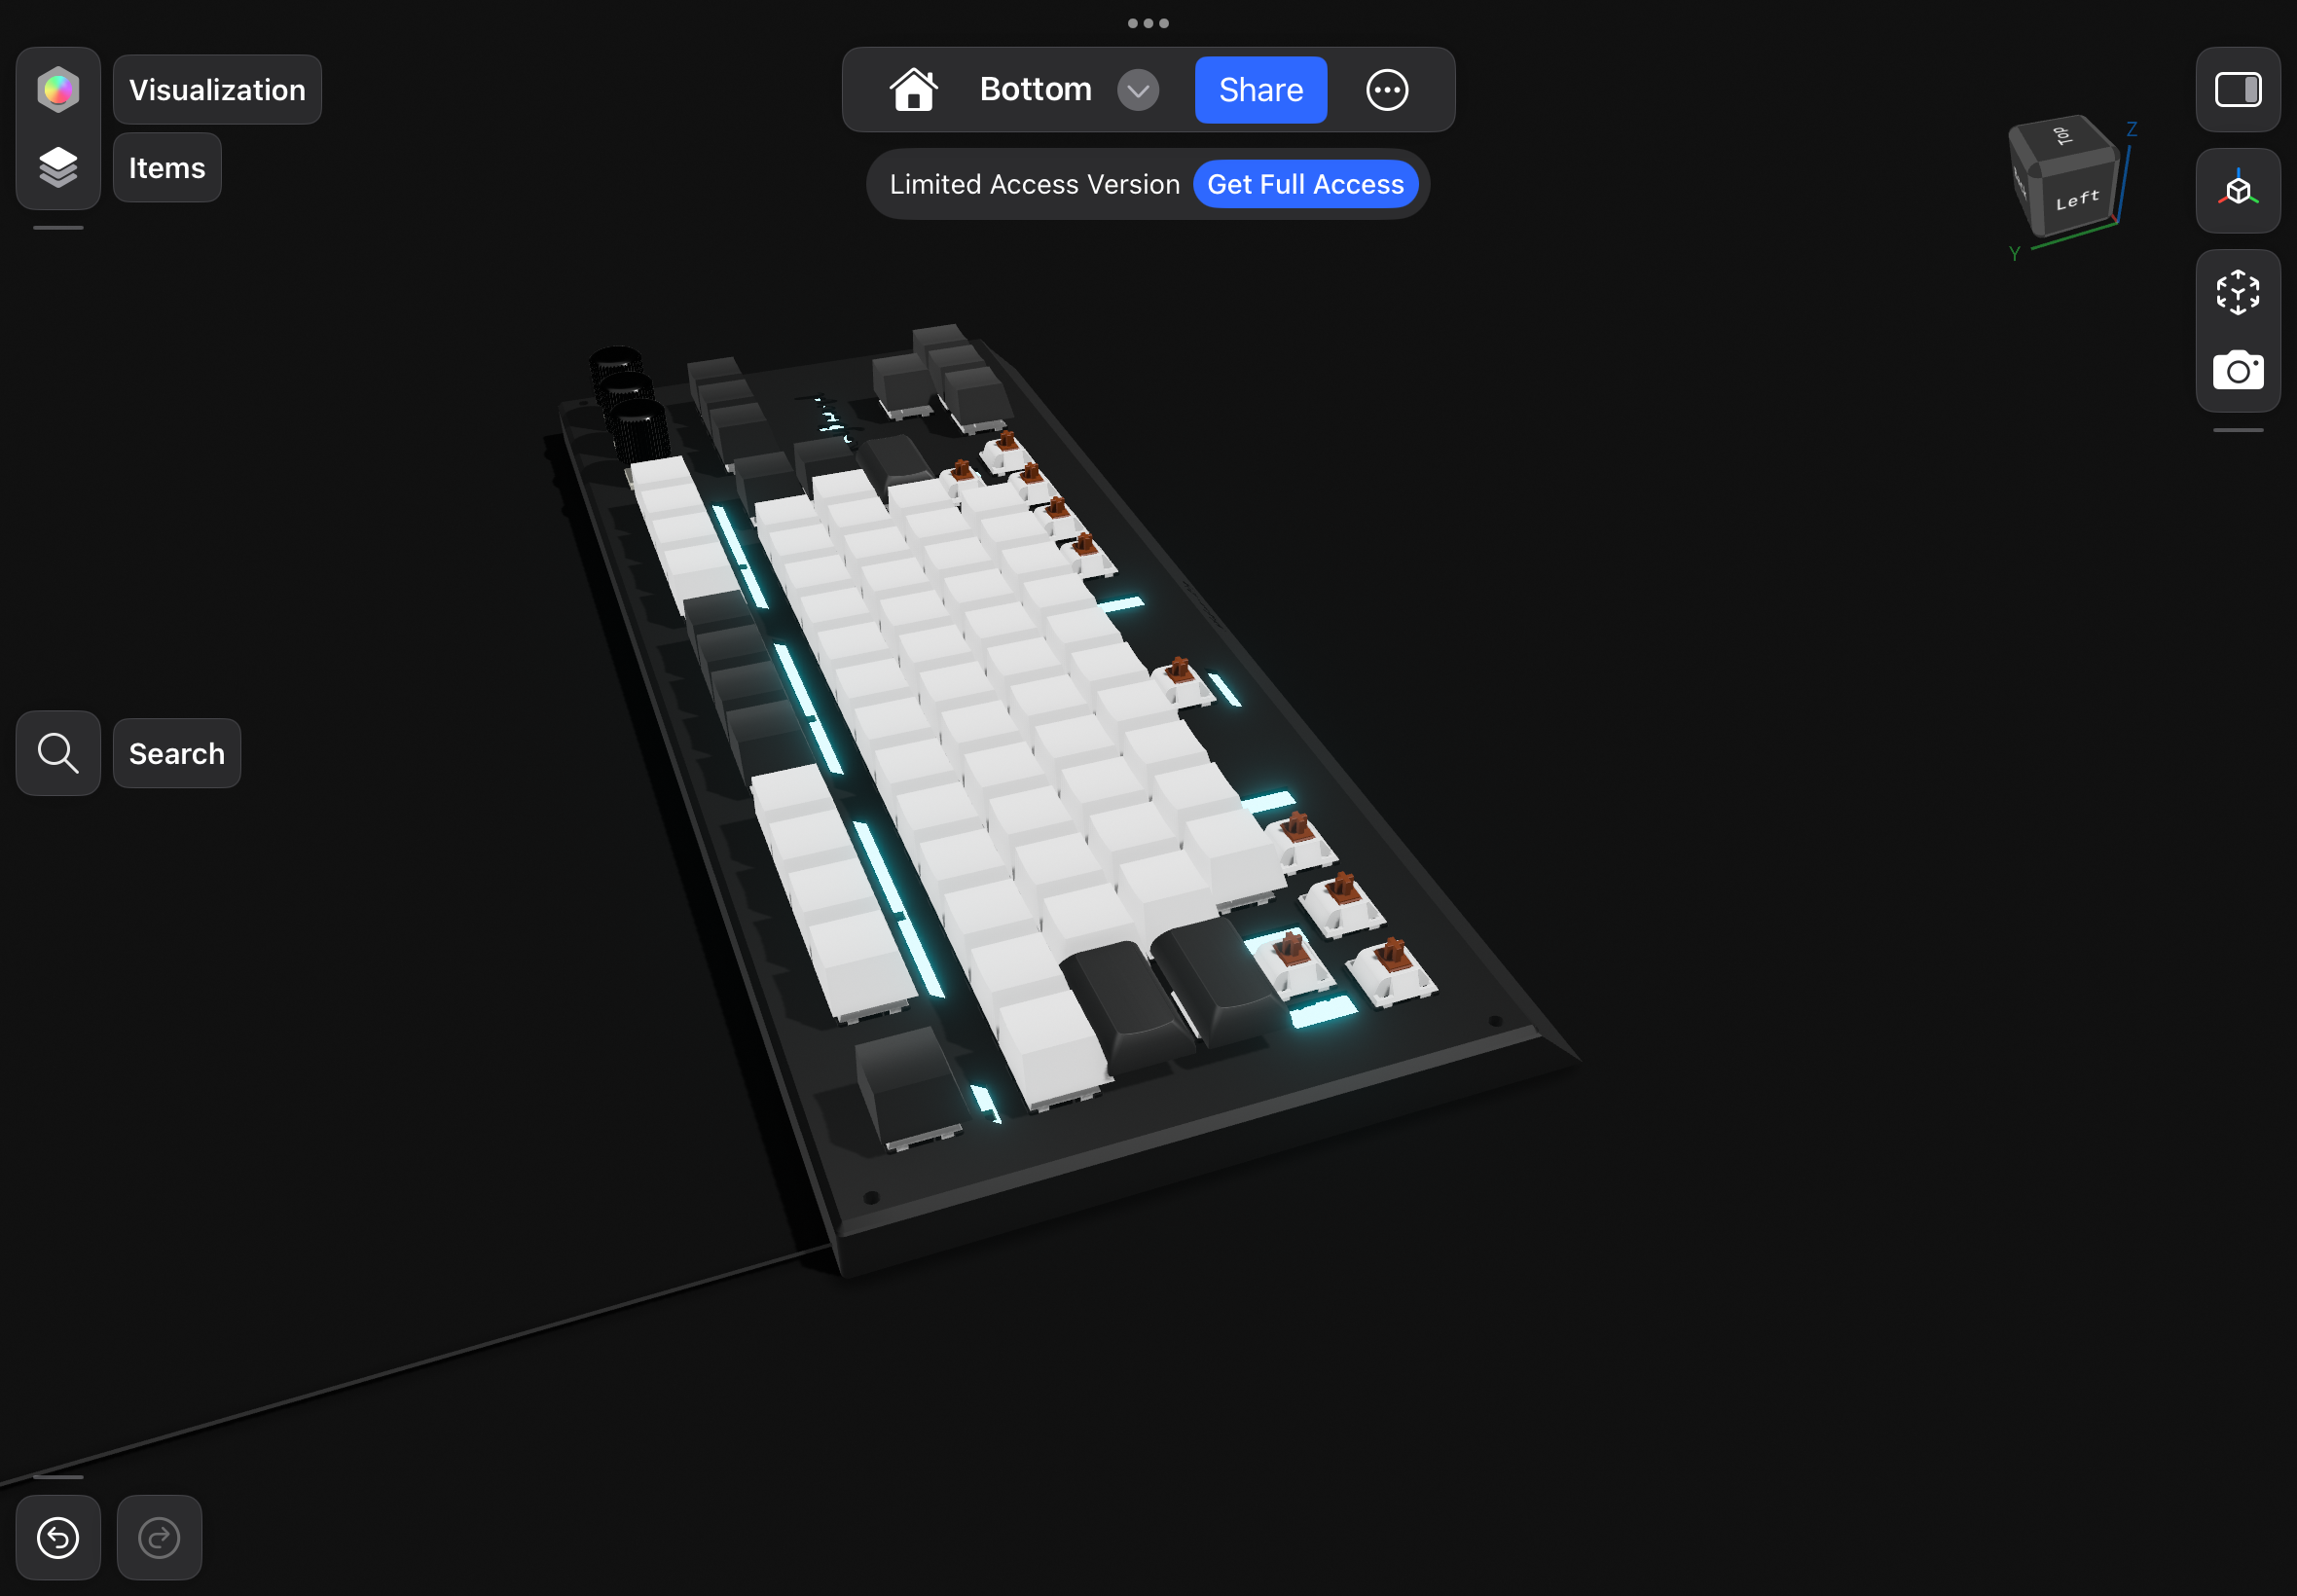 Visualization
Items
Bottom
Share
Limited Access Version
Get Full Access
Top
Left
Z
Y
Search